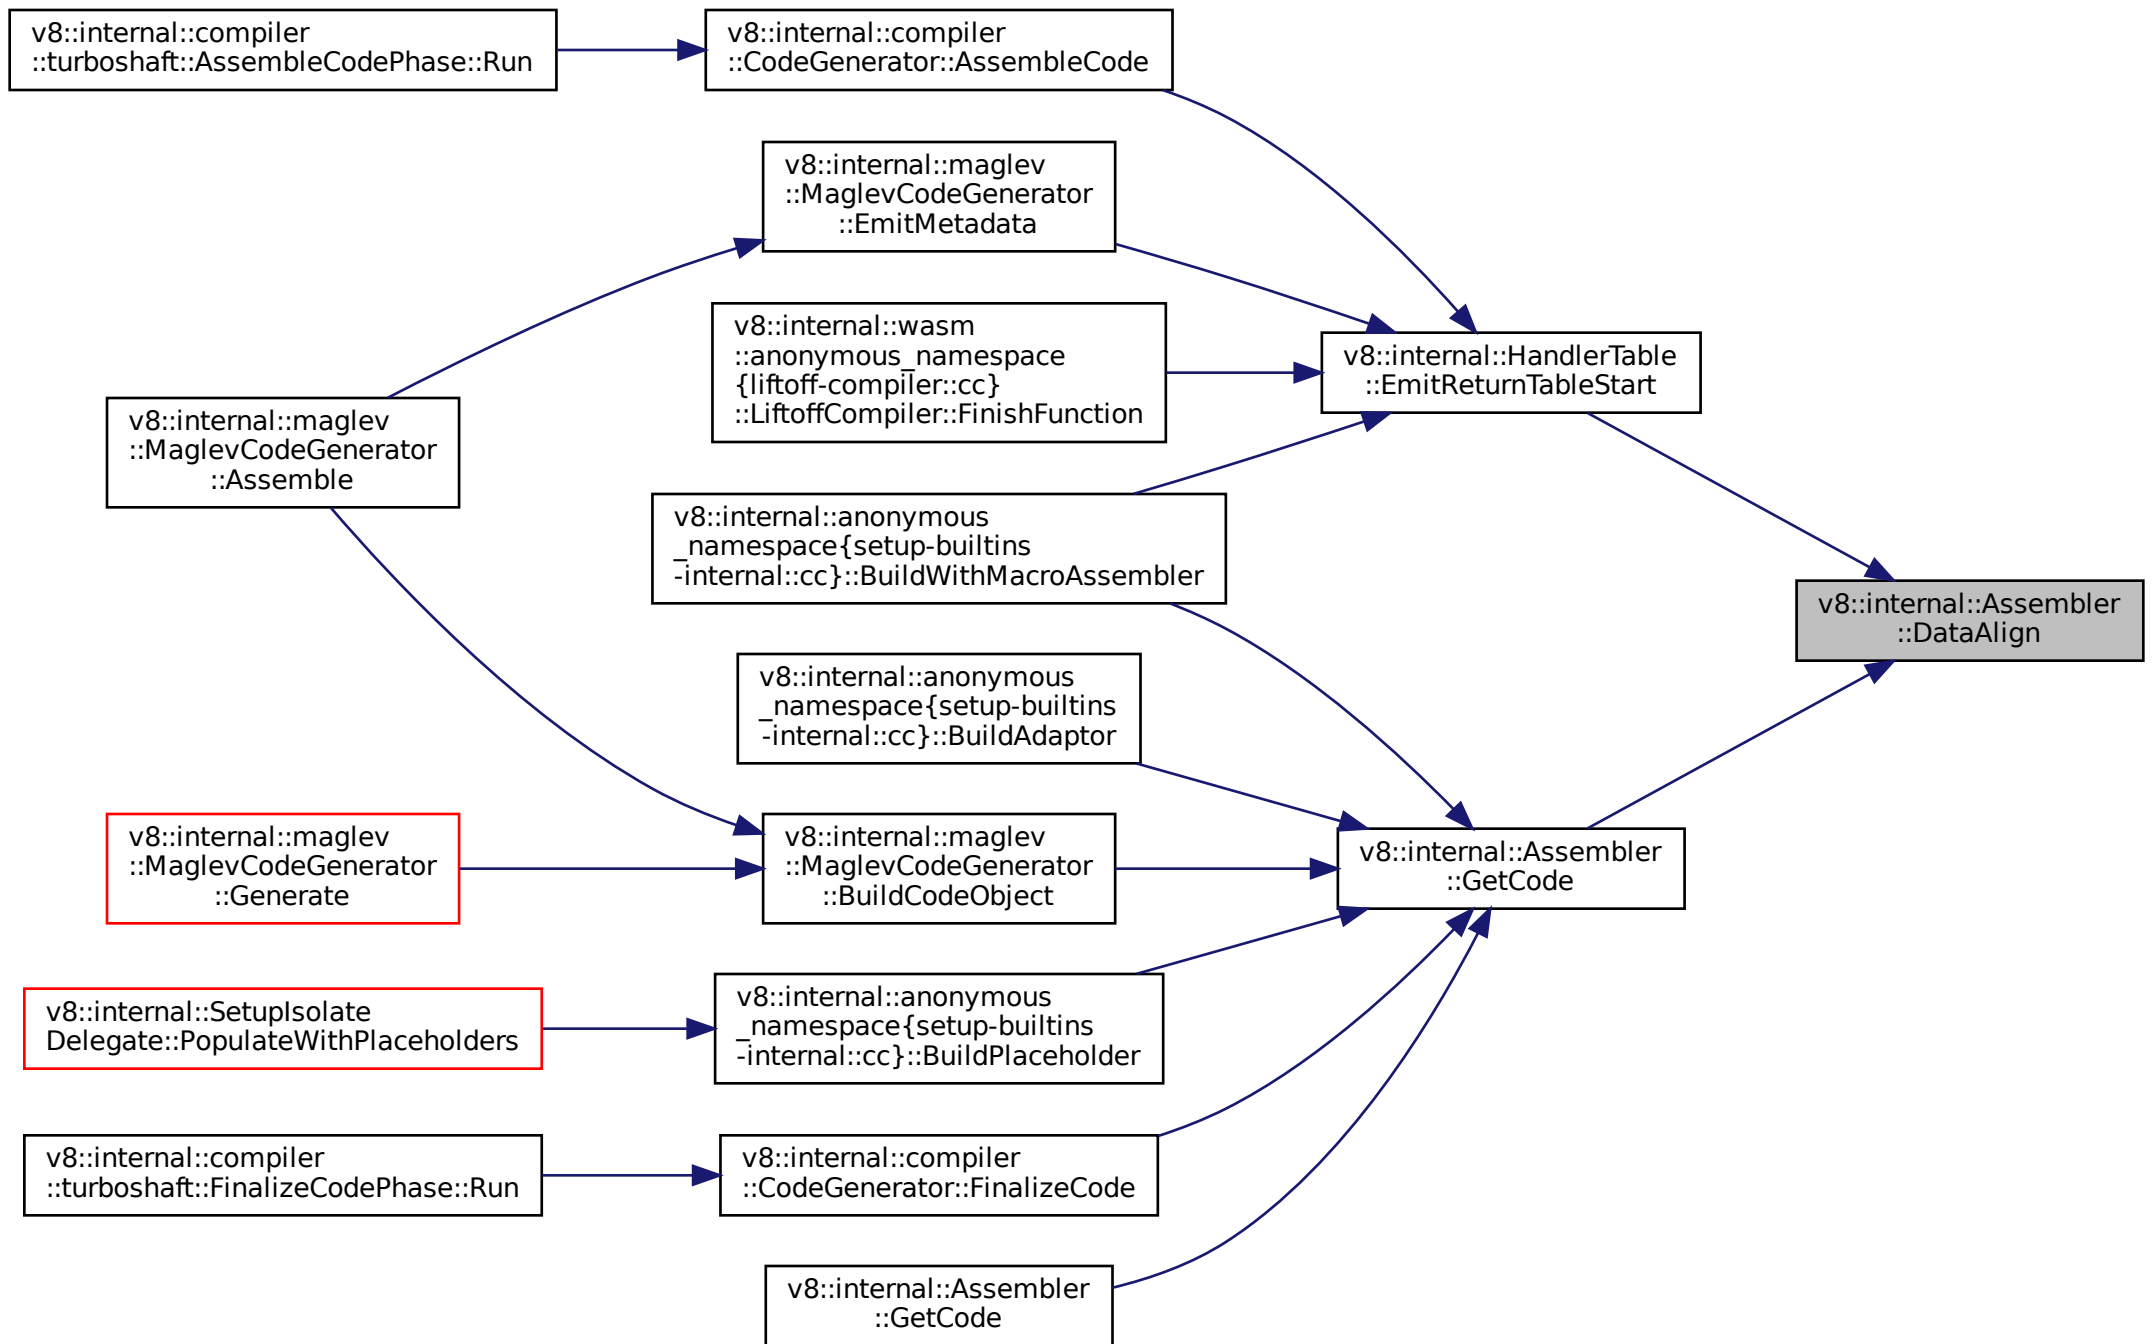 v8::internal::compiler
::turboshaft::AssembleCodePhase::Run
v8::internal::compiler
::CodeGenerator::AssembleCode
v8::internal::maglev
::MaglevCodeGenerator
::EmitMetadata
v8::internal::wasm
::anonymous_namespace
{liftoff-compiler::cc}
::LiftoffCompiler::FinishFunction
v8::internal::HandlerTable
::EmitReturnTableStart
v8::internal::maglev
::MaglevCodeGenerator
::Assemble
v8::internal::anonymous
_namespace{setup-builtins
-internal::cc}::BuildWithMacroAssembler
v8::internal::Assembler
::DataAlign
v8::internal::anonymous
_namespace{setup-builtins
-internal::cc}::BuildAdaptor
v8::internal::maglev
::MaglevCodeGenerator
::Generate
v8::internal::maglev
::MaglevCodeGenerator
::BuildCodeObject
v8::internal::Assembler
::GetCode
v8::internal::SetupIsolate
Delegate::PopulateWithPlaceholders
v8::internal::anonymous
_namespace{setup-builtins
-internal::cc}::BuildPlaceholder
v8::internal::compiler
::turboshaft::FinalizeCodePhase::Run
v8::internal::compiler
::CodeGenerator::FinalizeCode
v8::internal::Assembler
::GetCode